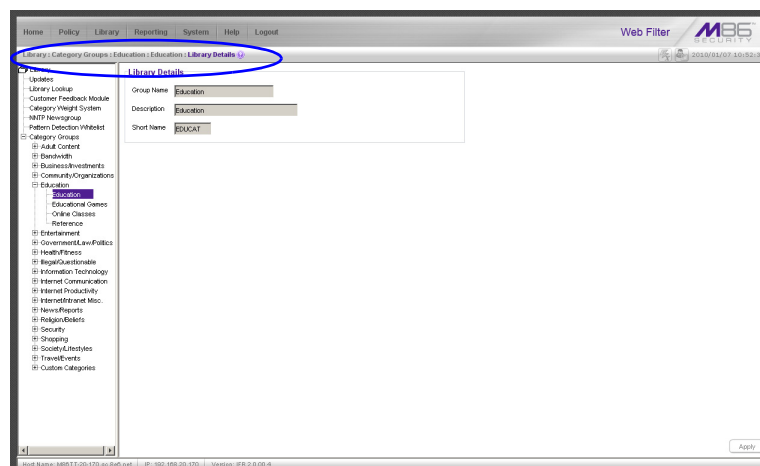 Home Policy Library Reporting System Help Logout
Web Filter
M86
SECURITY
Library : Category Groups : Education : Education : Library Details
2010/01/07 10:52:3
Library
Updates
Library Lookup
Customer Feedback Module
Category Weight System
NNTP Newsgroup
Pattern Detection Whitelist
Category Groups
Adult Content
Bandwidth
Business/Investments
Community/Organizations
Education
Education
Educational Games
Online Classes
Reference
Entertainment
Government/Law/Politics
Health/Fitness
Illegal/Questionable
Information Technology
Internet Communication
Internet Productivity
Internet/Intranet Misc.
News/Reports
Religion/Beliefs
Security
Shopping
Society/Lifestyles
Travel/Events
Custom Categories
Library Details
Group Name Education
Description Education
Short Name EDUCAT
Apply